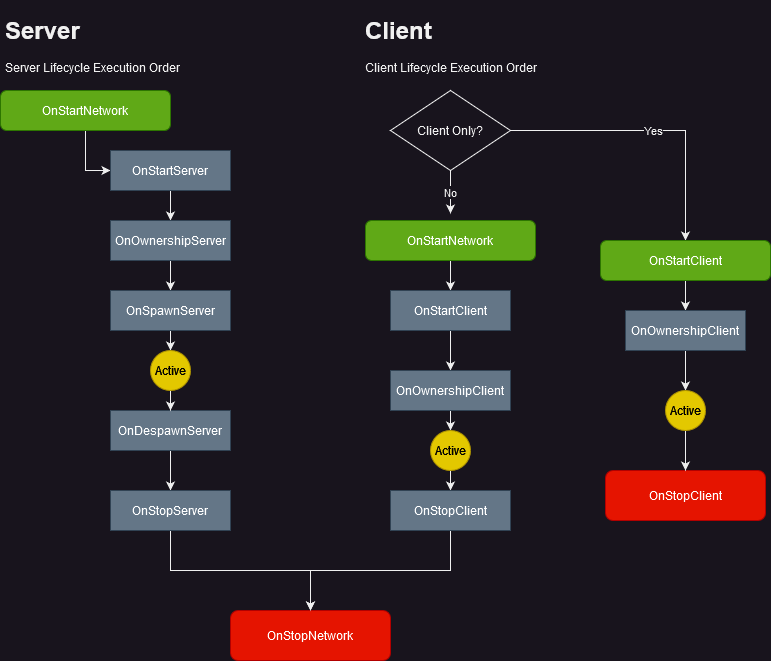 Server
Server Lifecycle Execution Order
OnStartNetwork
OnStartServer
OnOwnershipServer
OnSpawnServer
Active
OnDespawnServer
OnStopServer
Client
Client Lifecycle Execution Order
Client Only?
Yes
No
OnStartNetwork
OnStartClient
OnOwnershipClient
Active
OnStopClient
OnStartClient
OnOwnershipClient
Active
OnStopClient
OnStopNetwork